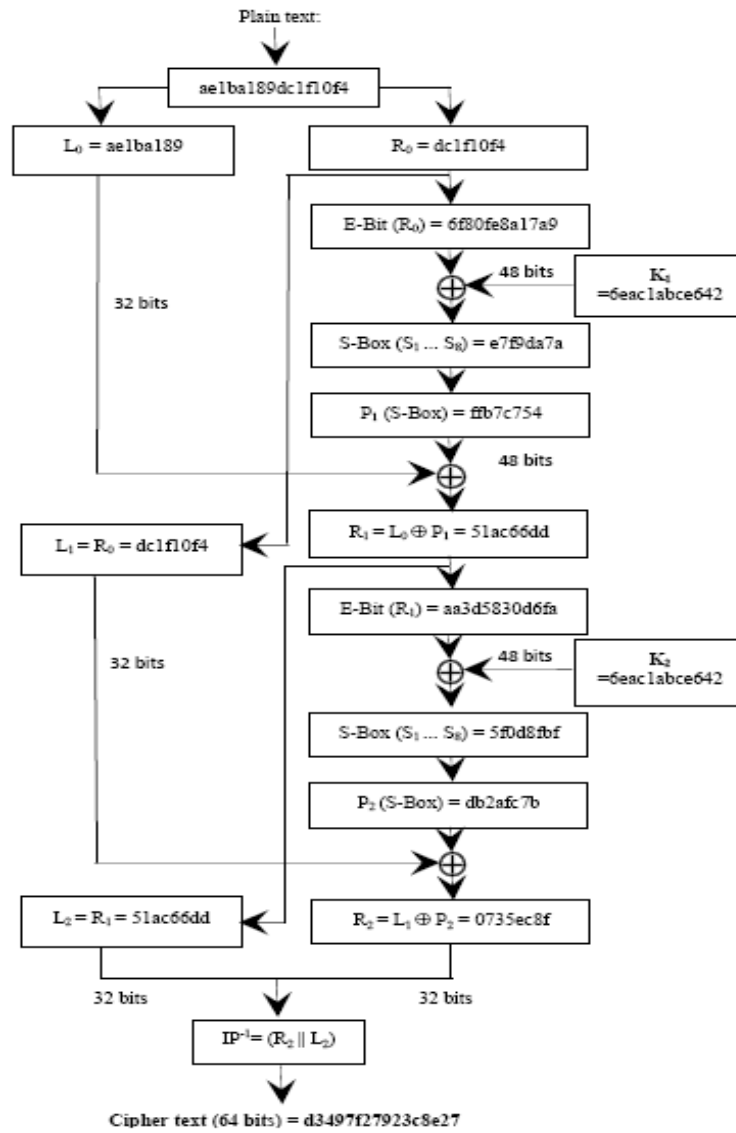 Plain text:
ae1ba189dc1f10f4
L₀ = ae1ba189
R₀ = dc1f10f4
E-Bit (R₀) = 6f80fe8a17a9
48 bits
K₁
=6eac1abce642
32 bits
S-Box (S₁ ... S₈) = e7f9da7a
P₁ (S-Box) = ffb7c754
48 bits
L₁ = R₀ = dc1f10f4
R₁ = L₀ ⊕ P₁ = 51ac66dd
E-Bit (R₁) = aa3d5830d6fa
32 bits
48 bits
K₂
=6eac1abce642
S-Box (S₁ ... S₈) = 5f0d8fbf
P₂ (S-Box) = db2afc7b
L₂ = R₁ = 51ac66dd
R₂ = L₁ ⊕ P₂ = 0735ec8f
32 bits
32 bits
IP⁻¹= (R₂ || L₂)
Cipher text (64 bits) = d3497f27923c8e27